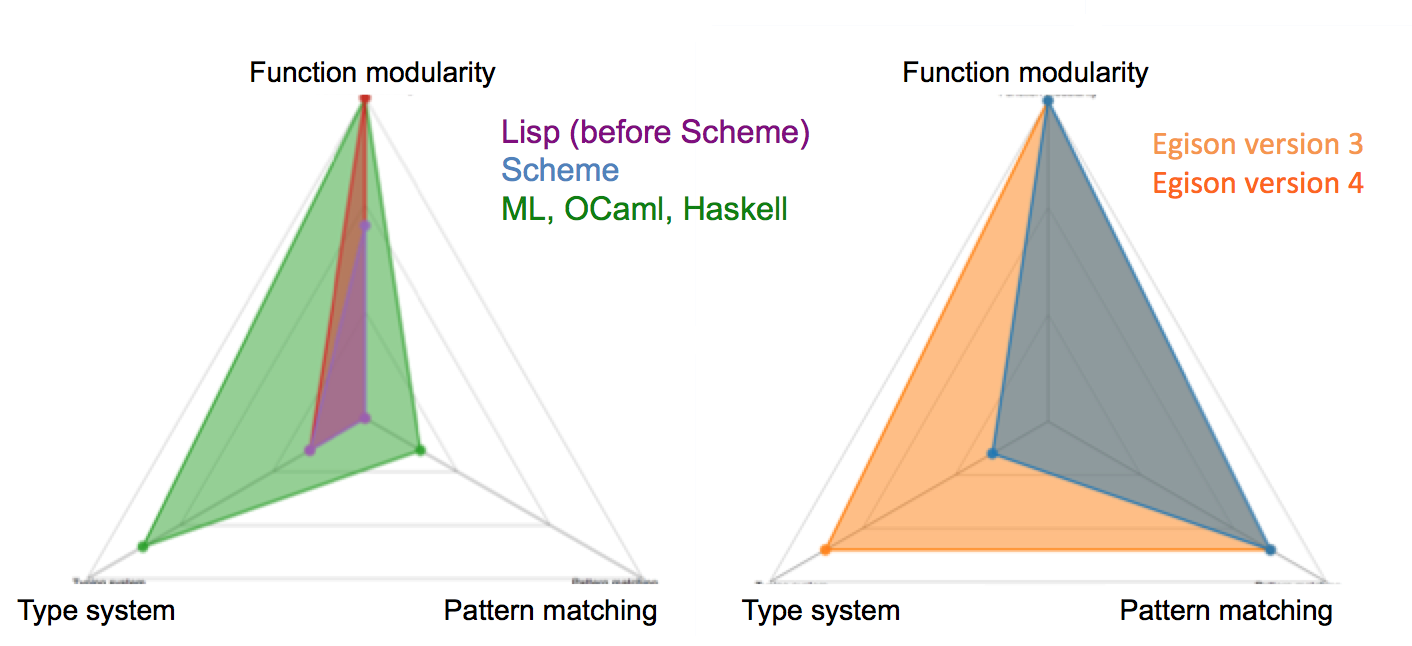 Function modularity
Lisp (before Scheme)
Scheme
ML, OCaml, Haskell
Type system
Pattern matching
Function modularity
Egison version 3
Egison version 4
Type system
Pattern matching